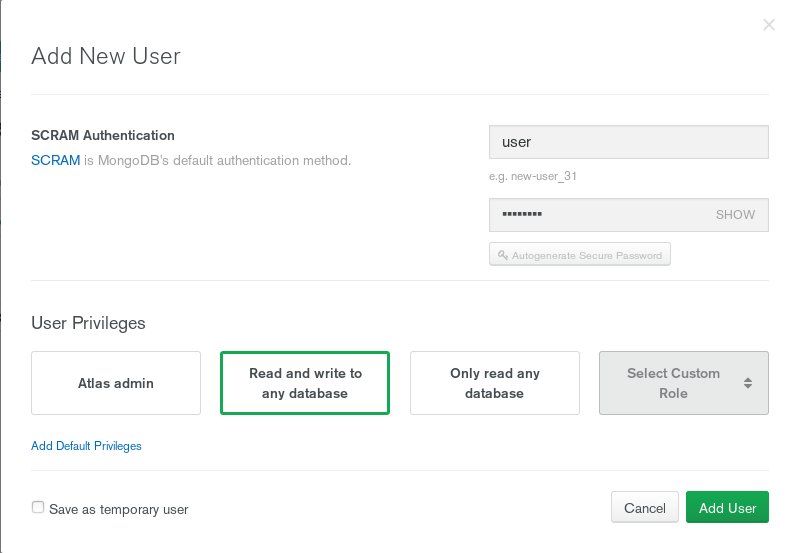 Add New User
SCRAM Authentication
SCRAM is MongoDB's default authentication method.
user
e.g. new-user_31
•••••••• SHOW
Autogenerate Secure Password
User Privileges
Atlas admin
Read and write to
any database
Only read any
database
Select Custom
Role
Add Default Privileges
Save as temporary user
Cancel
Add User